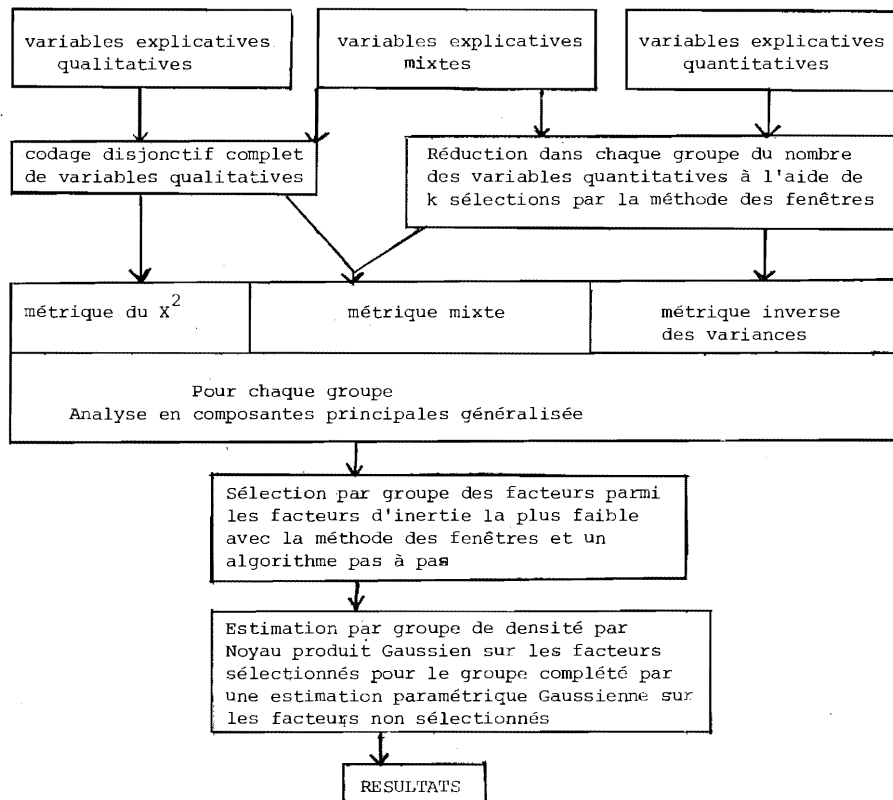 variables explicatives
qualitatives
variables explicatives
mixtes
variables explicatives
quantitatives
codage disjonctif complet
de variables qualitatives
Réduction dans chaque groupe du nombre
des variables quantitatives à l'aide de
k sélections par la méthode des fenêtres
métrique du X²
métrique mixte
métrique inverse
des variances
Pour chaque groupe
Analyse en composantes principales généralisée
Sélection par groupe des facteurs parmi
les facteurs d'inertie la plus faible
avec la méthode des fenêtres et un
algorithme pas à pas
Estimation par groupe de densité par
Noyau produit Gaussien sur les facteurs
sélectionnés pour le groupe complété par
une estimation paramétrique Gaussienne sur
les facteurs non sélectionnés
RESULTATS